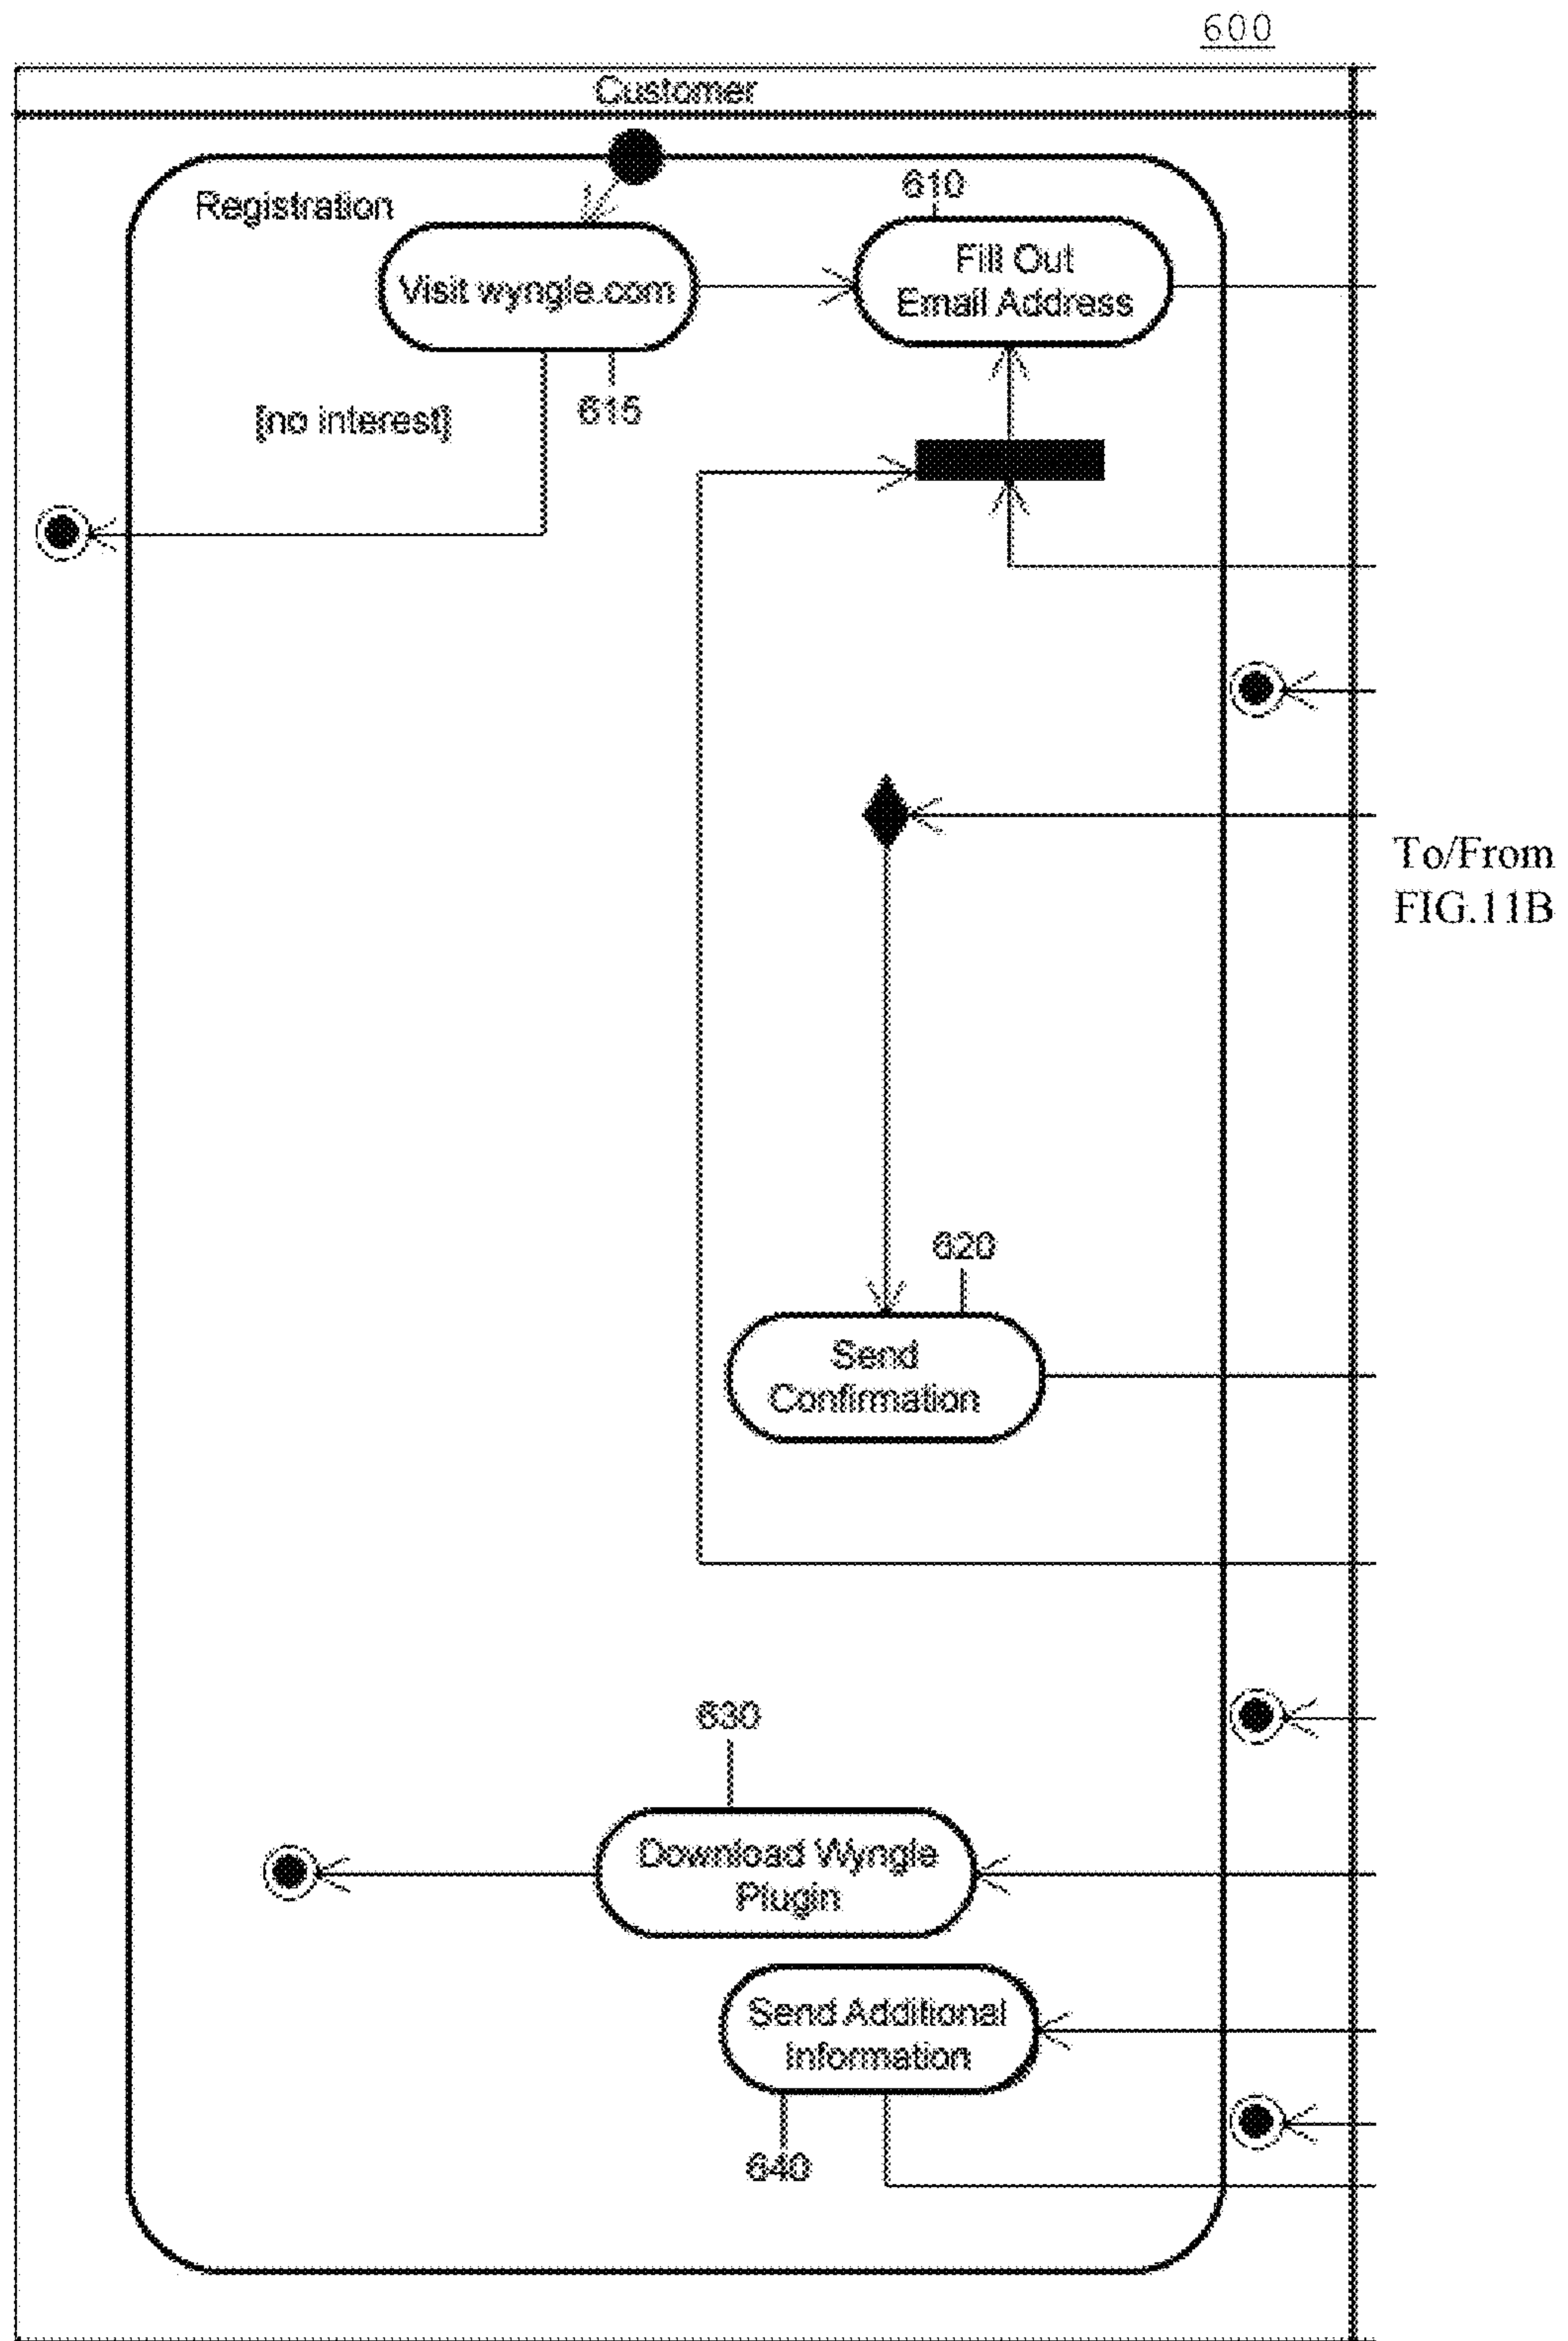 600
Customer
Registration
610
Visit wyngle.com
Fill Out
Email Address
615
[no interest]
To/From
FIG.11B
620
Send
Confirmation
630
Download Wyngle
Plugin
Send Additional
Information
640